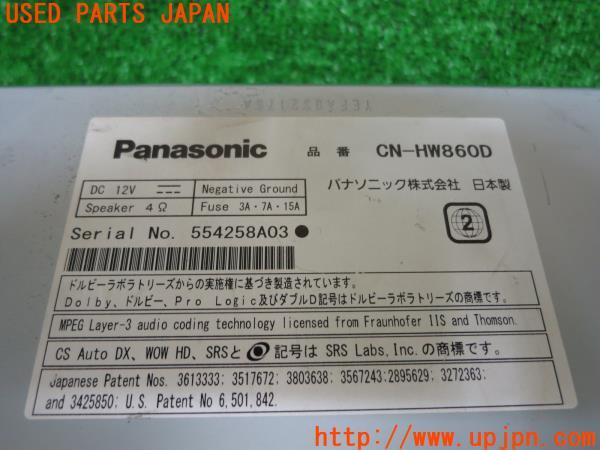 USED PARTS JAPAN
Panasonic 品番 CN-HW860D
DC 12V ⎓ Negative Ground
Speaker 4Ω Fuse 3A・7A・15A
パナソニック株式会社 日本製
Serial No. 554258A03 ●
2
ドルビーラボラトリーズからの実施権に基づき製造されています。
Dolby、ドルビー、Pro Logic及びダブルD記号はドルビーラボラトリーズの商標です。
MPEG Layer-3 audio coding technology licensed from Fraunhofer IIS and Thomson.
CS Auto DX、WOW HD、SRSと 記号は SRS Labs, Inc. の商標です。
Japanese Patent Nos. 3613333; 3517672; 3803638; 3567243; 2895629; 3272363;
and 3425850; U.S. Patent No 6,501,842.
http://www.upjpn.com/